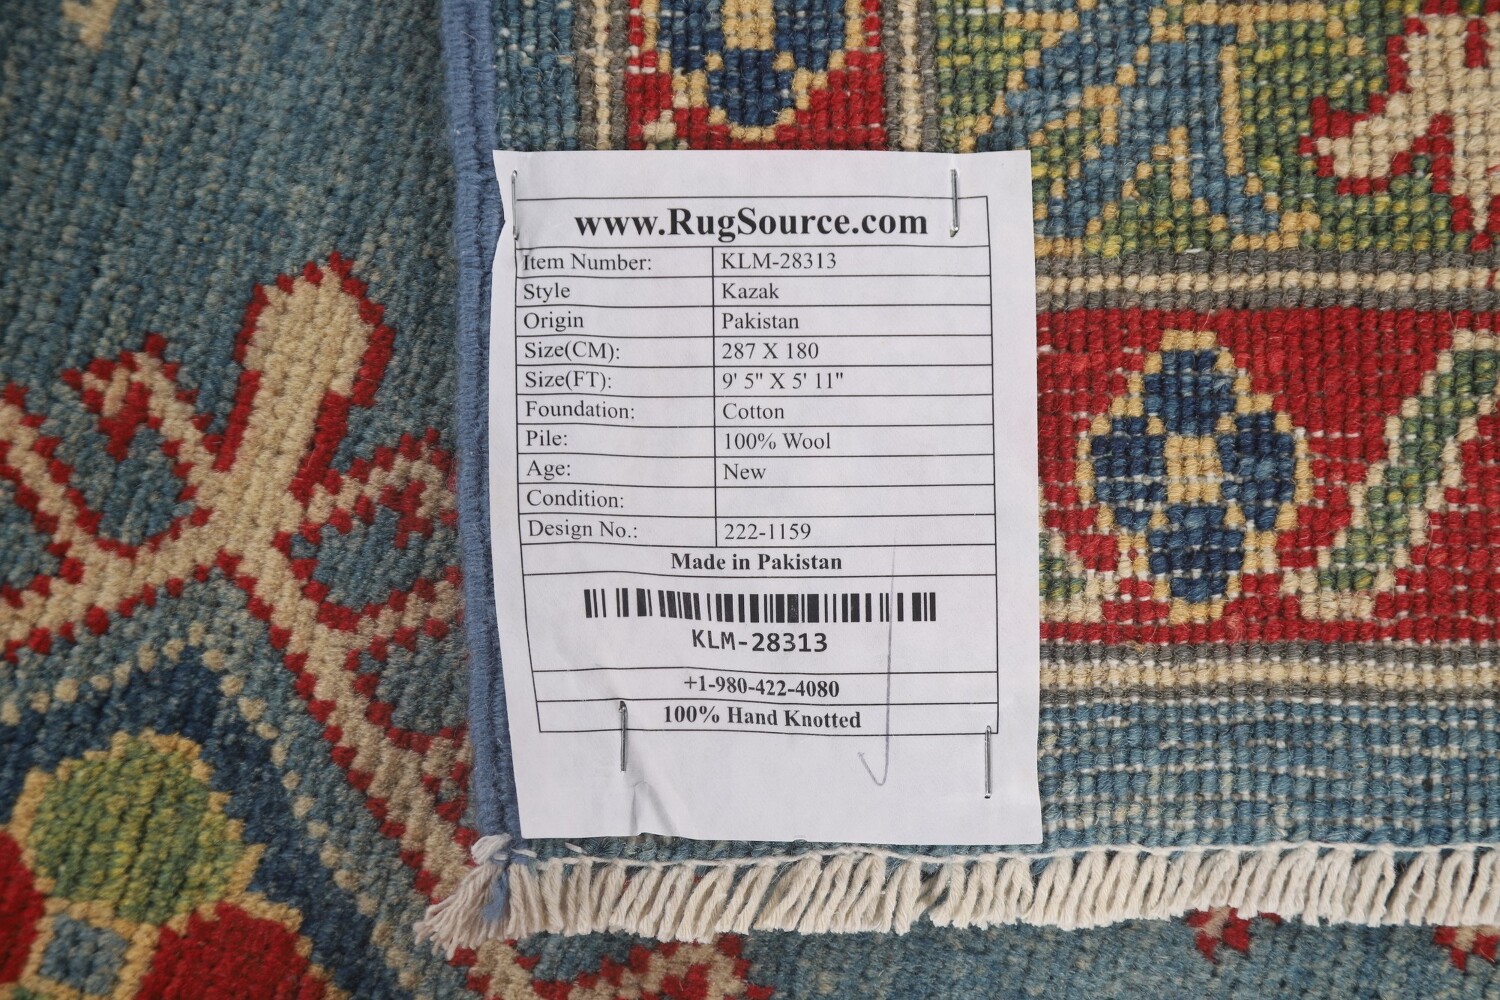 www.RugSource.com
Item Number: KLM-28313
Style Kazak
Origin Pakistan
Size(CM): 287 X 180
Size(FT): 9' 5" X 5' 11"
Foundation: Cotton
Pile: 100% Wool
Age: New
Condition:
Design No.: 222-1159
Made in Pakistan
KLM-28313
+1-980-422-4080
100% Hand Knotted